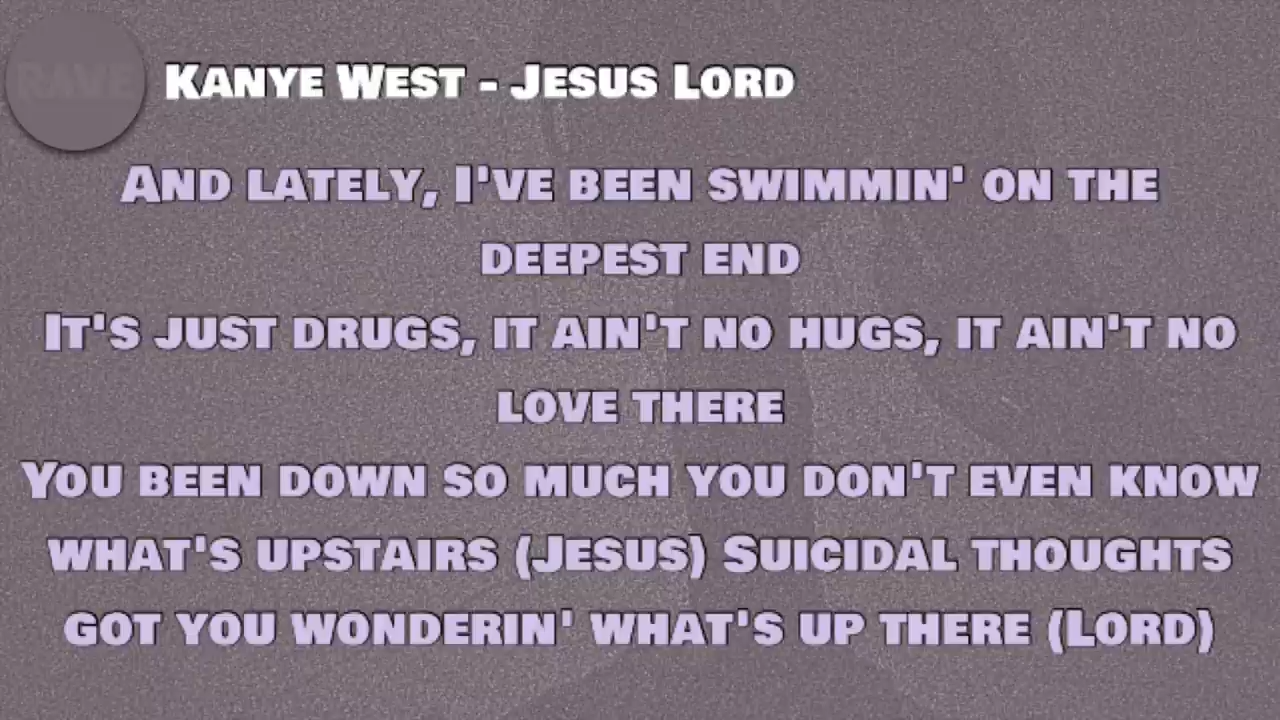 RAVE
Kanye West - Jesus Lord
And lately, I've been swimmin' on the
deepest end
It's just drugs, it ain't no hugs, it ain't no
love there
You been down so much you don't even know
what's upstairs (Jesus) Suicidal thoughts
got you wonderin' what's up there (Lord)